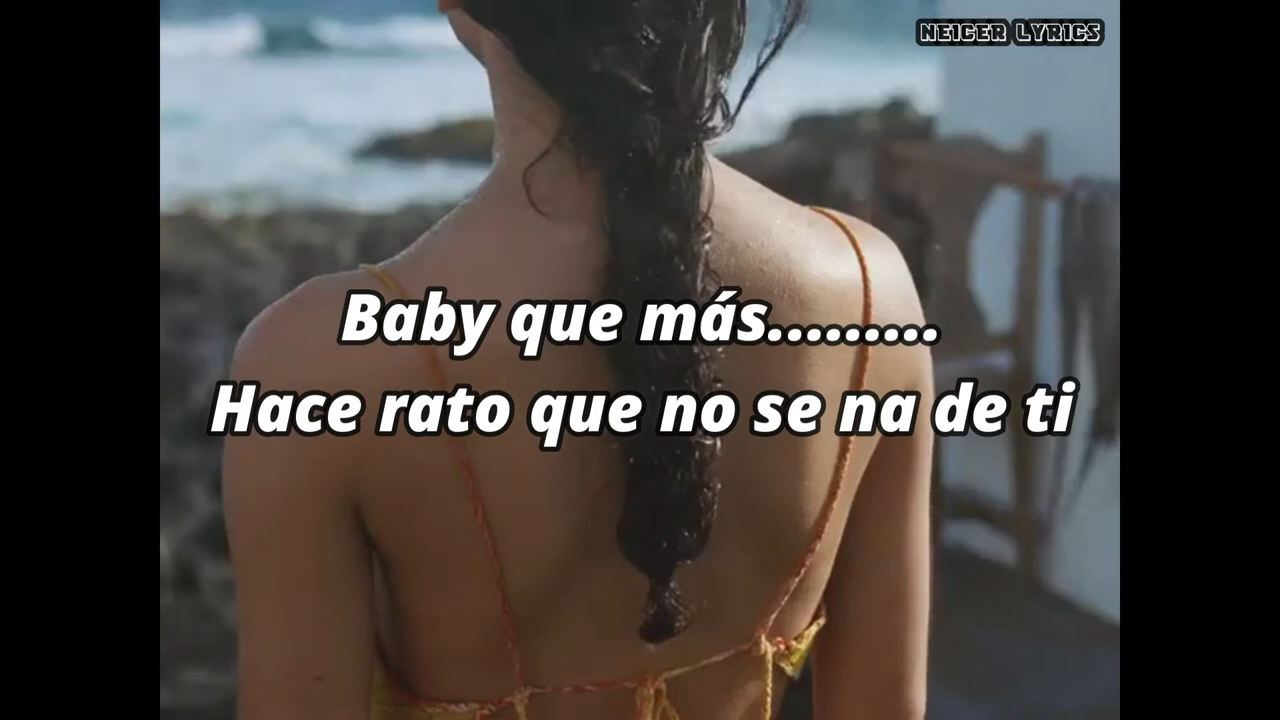 NEIGER LYRICS
Baby que más.........
Hace rato que no se na de ti